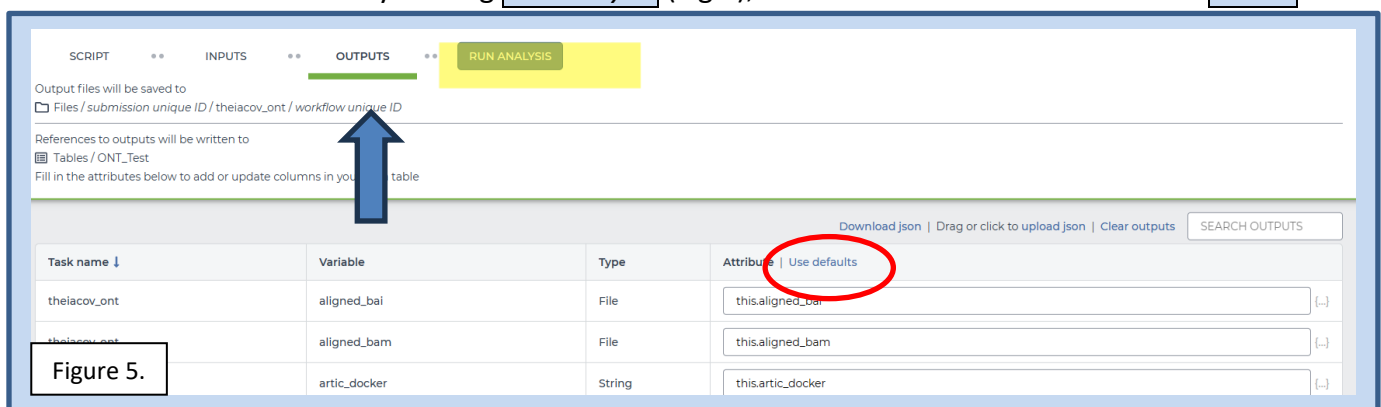 SCRIPT INPUTS OUTPUTS RUN ANALYSIS
Output files will be saved to
Files / submission unique ID / theiacov_ont / workflow unique ID
References to outputs will be written to
Tables / ONT_Test
Fill in the attributes below to add or update columns in your table
Download json | Drag or click to upload json | Clear outputs SEARCH OUTPUTS
Task name ↓ Variable Type Attribute | Use defaults
theiacov_ont aligned_bai File this.aligned_bai {...}
theiacov_ont aligned_bam File this.aligned_bam {...}
Figure 5. artic_docker String this.artic_docker {...}